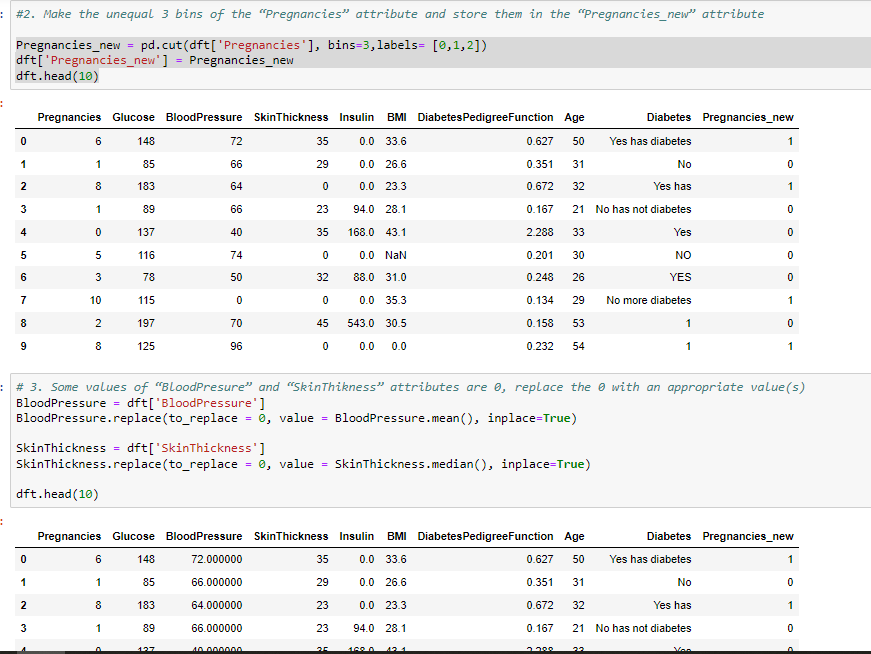 #2. Make the unequal 3 bins of the “Pregnancies” attribute and store them in the “Pregnancies_new” attribute
Pregnancies_new = pd.cut(dft['Pregnancies'], bins=3,labels= [0,1,2])
dft['Pregnancies_new'] = Pregnancies_new
dft.head(10)
Pregnancies Glucose BloodPressure SkinThickness Insulin BMI DiabetesPedigreeFunction Age Diabetes Pregnancies_new
0 6 148 72 35 0.0 33.6 0.627 50 Yes has diabetes 1
1 1 85 66 29 0.0 26.6 0.351 31 No 0
2 8 183 64 0 0.0 23.3 0.672 32 Yes has 1
3 1 89 66 23 94.0 28.1 0.167 21 No has not diabetes 0
4 0 137 40 35 168.0 43.1 2.288 33 Yes 0
5 5 116 74 0 0.0 NaN 0.201 30 NO 0
6 3 78 50 32 88.0 31.0 0.248 26 YES 0
7 10 115 0 0 0.0 35.3 0.134 29 No more diabetes 1
8 2 197 70 45 543.0 30.5 0.158 53 1 0
9 8 125 96 0 0.0 0.0 0.232 54 1 1
# 3. Some values of “BloodPresure” and “SkinThikness” attributes are 0, replace the 0 with an appropriate value(s)
BloodPressure = dft['BloodPressure']
BloodPressure.replace(to_replace = 0, value = BloodPressure.mean(), inplace=True)
SkinThickness = dft['SkinThickness']
SkinThickness.replace(to_replace = 0, value = SkinThickness.median(), inplace=True)
dft.head(10)
Pregnancies Glucose BloodPressure SkinThickness Insulin BMI DiabetesPedigreeFunction Age Diabetes Pregnancies_new
0 6 148 72.000000 35 0.0 33.6 0.627 50 Yes has diabetes 1
1 1 85 66.000000 29 0.0 26.6 0.351 31 No 0
2 8 183 64.000000 23 0.0 23.3 0.672 32 Yes has 1
3 1 89 66.000000 23 94.0 28.1 0.167 21 No has not diabetes 0
4 0 137 40.000000 35 168.0 43.1 2.288 33 Yes 0